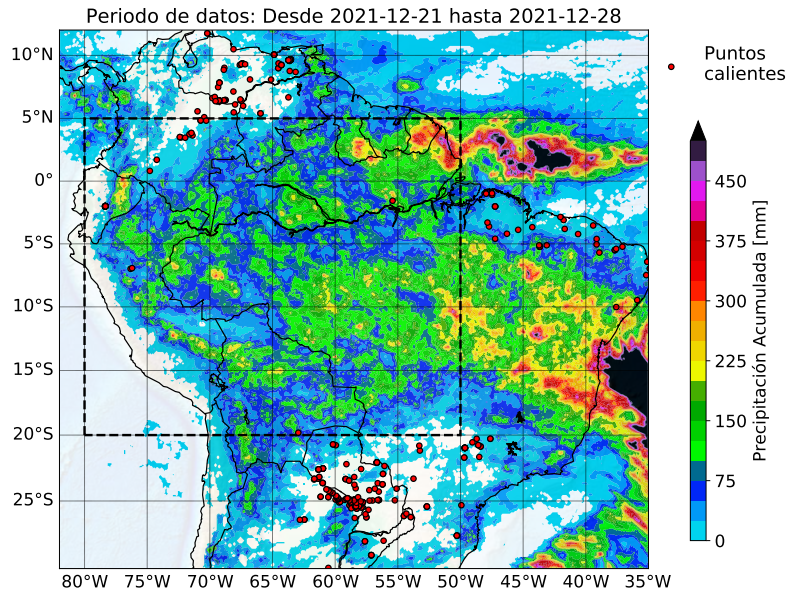 Periodo de datos: Desde 2021-12-21 hasta 2021-12-28
10°N
5°N
0°
5°S
10°S
15°S
20°S
25°S
80°W
75°W
70°W
65°W
60°W
55°W
50°W
45°W
40°W
35°W
Puntos
calientes
450
375
300
225
150
75
0
Precipitación Acumulada [mm]